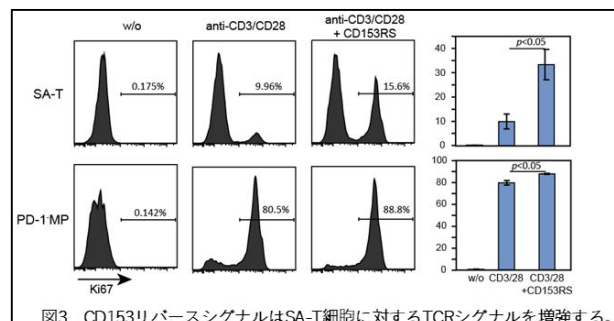 w/o
anti-CD3/CD28
anti-CD3/CD28
+ CD153RS
SA-T
0.175%
9.96%
15.6%
p<0.05
40
30
20
10
0
PD-1⁻MP
0.142%
80.5%
88.8%
p<0.05
100
80
60
40
20
0
Ki67
w/o CD3/28 CD3/28
+CD153RS
図3 CD153リバースシグナルはSA-T細胞に対するTCRシグナルを増強する。